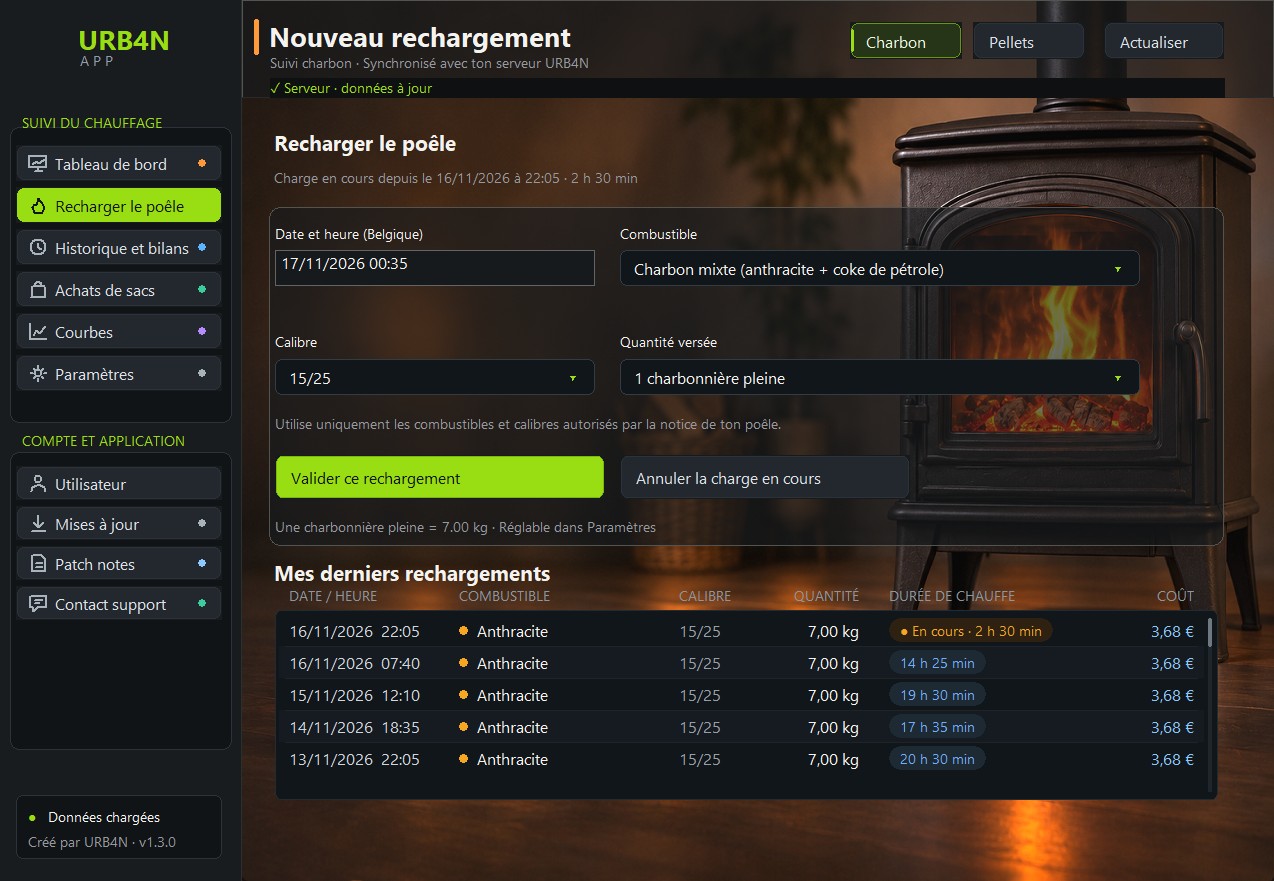 URB4N
APP
SUIVI DU CHAUFFAGE
Tableau de bord
Recharger le poêle
Historique et bilans
Achats de sacs
Courbes
Paramètres
COMPTE ET APPLICATION
Utilisateur
Mises à jour
Patch notes
Contact support
Données chargées
Créé par URB4N · v1.3.0
Nouveau rechargement
Suivi charbon · Synchronisé avec ton serveur URB4N
✓ Serveur · données à jour
Charbon
Pellets
Actualiser
Recharger le poêle
Charge en cours depuis le 16/11/2026 à 22:05 · 2 h 30 min
Date et heure (Belgique)
17/11/2026 00:35
Combustible
Charbon mixte (anthracite + coke de pétrole)
Calibre
15/25
Quantité versée
1 charbonnière pleine
Utilise uniquement les combustibles et calibres autorisés par la notice de ton poêle.
Valider ce rechargement
Annuler la charge en cours
Une charbonnière pleine = 7.00 kg · Réglable dans Paramètres
Mes derniers rechargements
DATE / HEURE COMBUSTIBLE CALIBRE QUANTITÉ DURÉE DE CHAUFFE COÛT
16/11/2026 22:05 Anthracite 15/25 7,00 kg ● En cours · 2 h 30 min 3,68 €
16/11/2026 07:40 Anthracite 15/25 7,00 kg 14 h 25 min 3,68 €
15/11/2026 12:10 Anthracite 15/25 7,00 kg 19 h 30 min 3,68 €
14/11/2026 18:35 Anthracite 15/25 7,00 kg 17 h 35 min 3,68 €
13/11/2026 22:05 Anthracite 15/25 7,00 kg 20 h 30 min 3,68 €